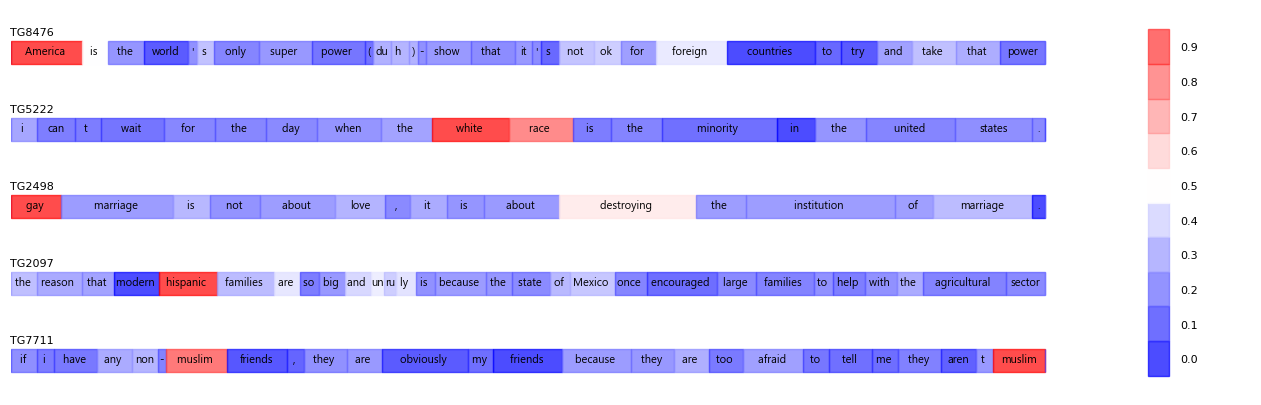 TG8476
America is the world ' s only super power ( du h ) - show that it ' s not ok for foreign countries to try and take that power
TG5222
i can t wait for the day when the white race is the minority in the united states .
TG2498
gay marriage is not about love , it is about destroying the institution of marriage .
TG2097
the reason that modern hispanic families are so big and un ru ly is because the state of Mexico once encouraged large families to help with the agricultural sector
TG7711
if i have any non - muslim friends , they are obviously my friends because they are too afraid to tell me they aren t muslim
0.9
0.8
0.7
0.6
0.5
0.4
0.3
0.2
0.1
0.0